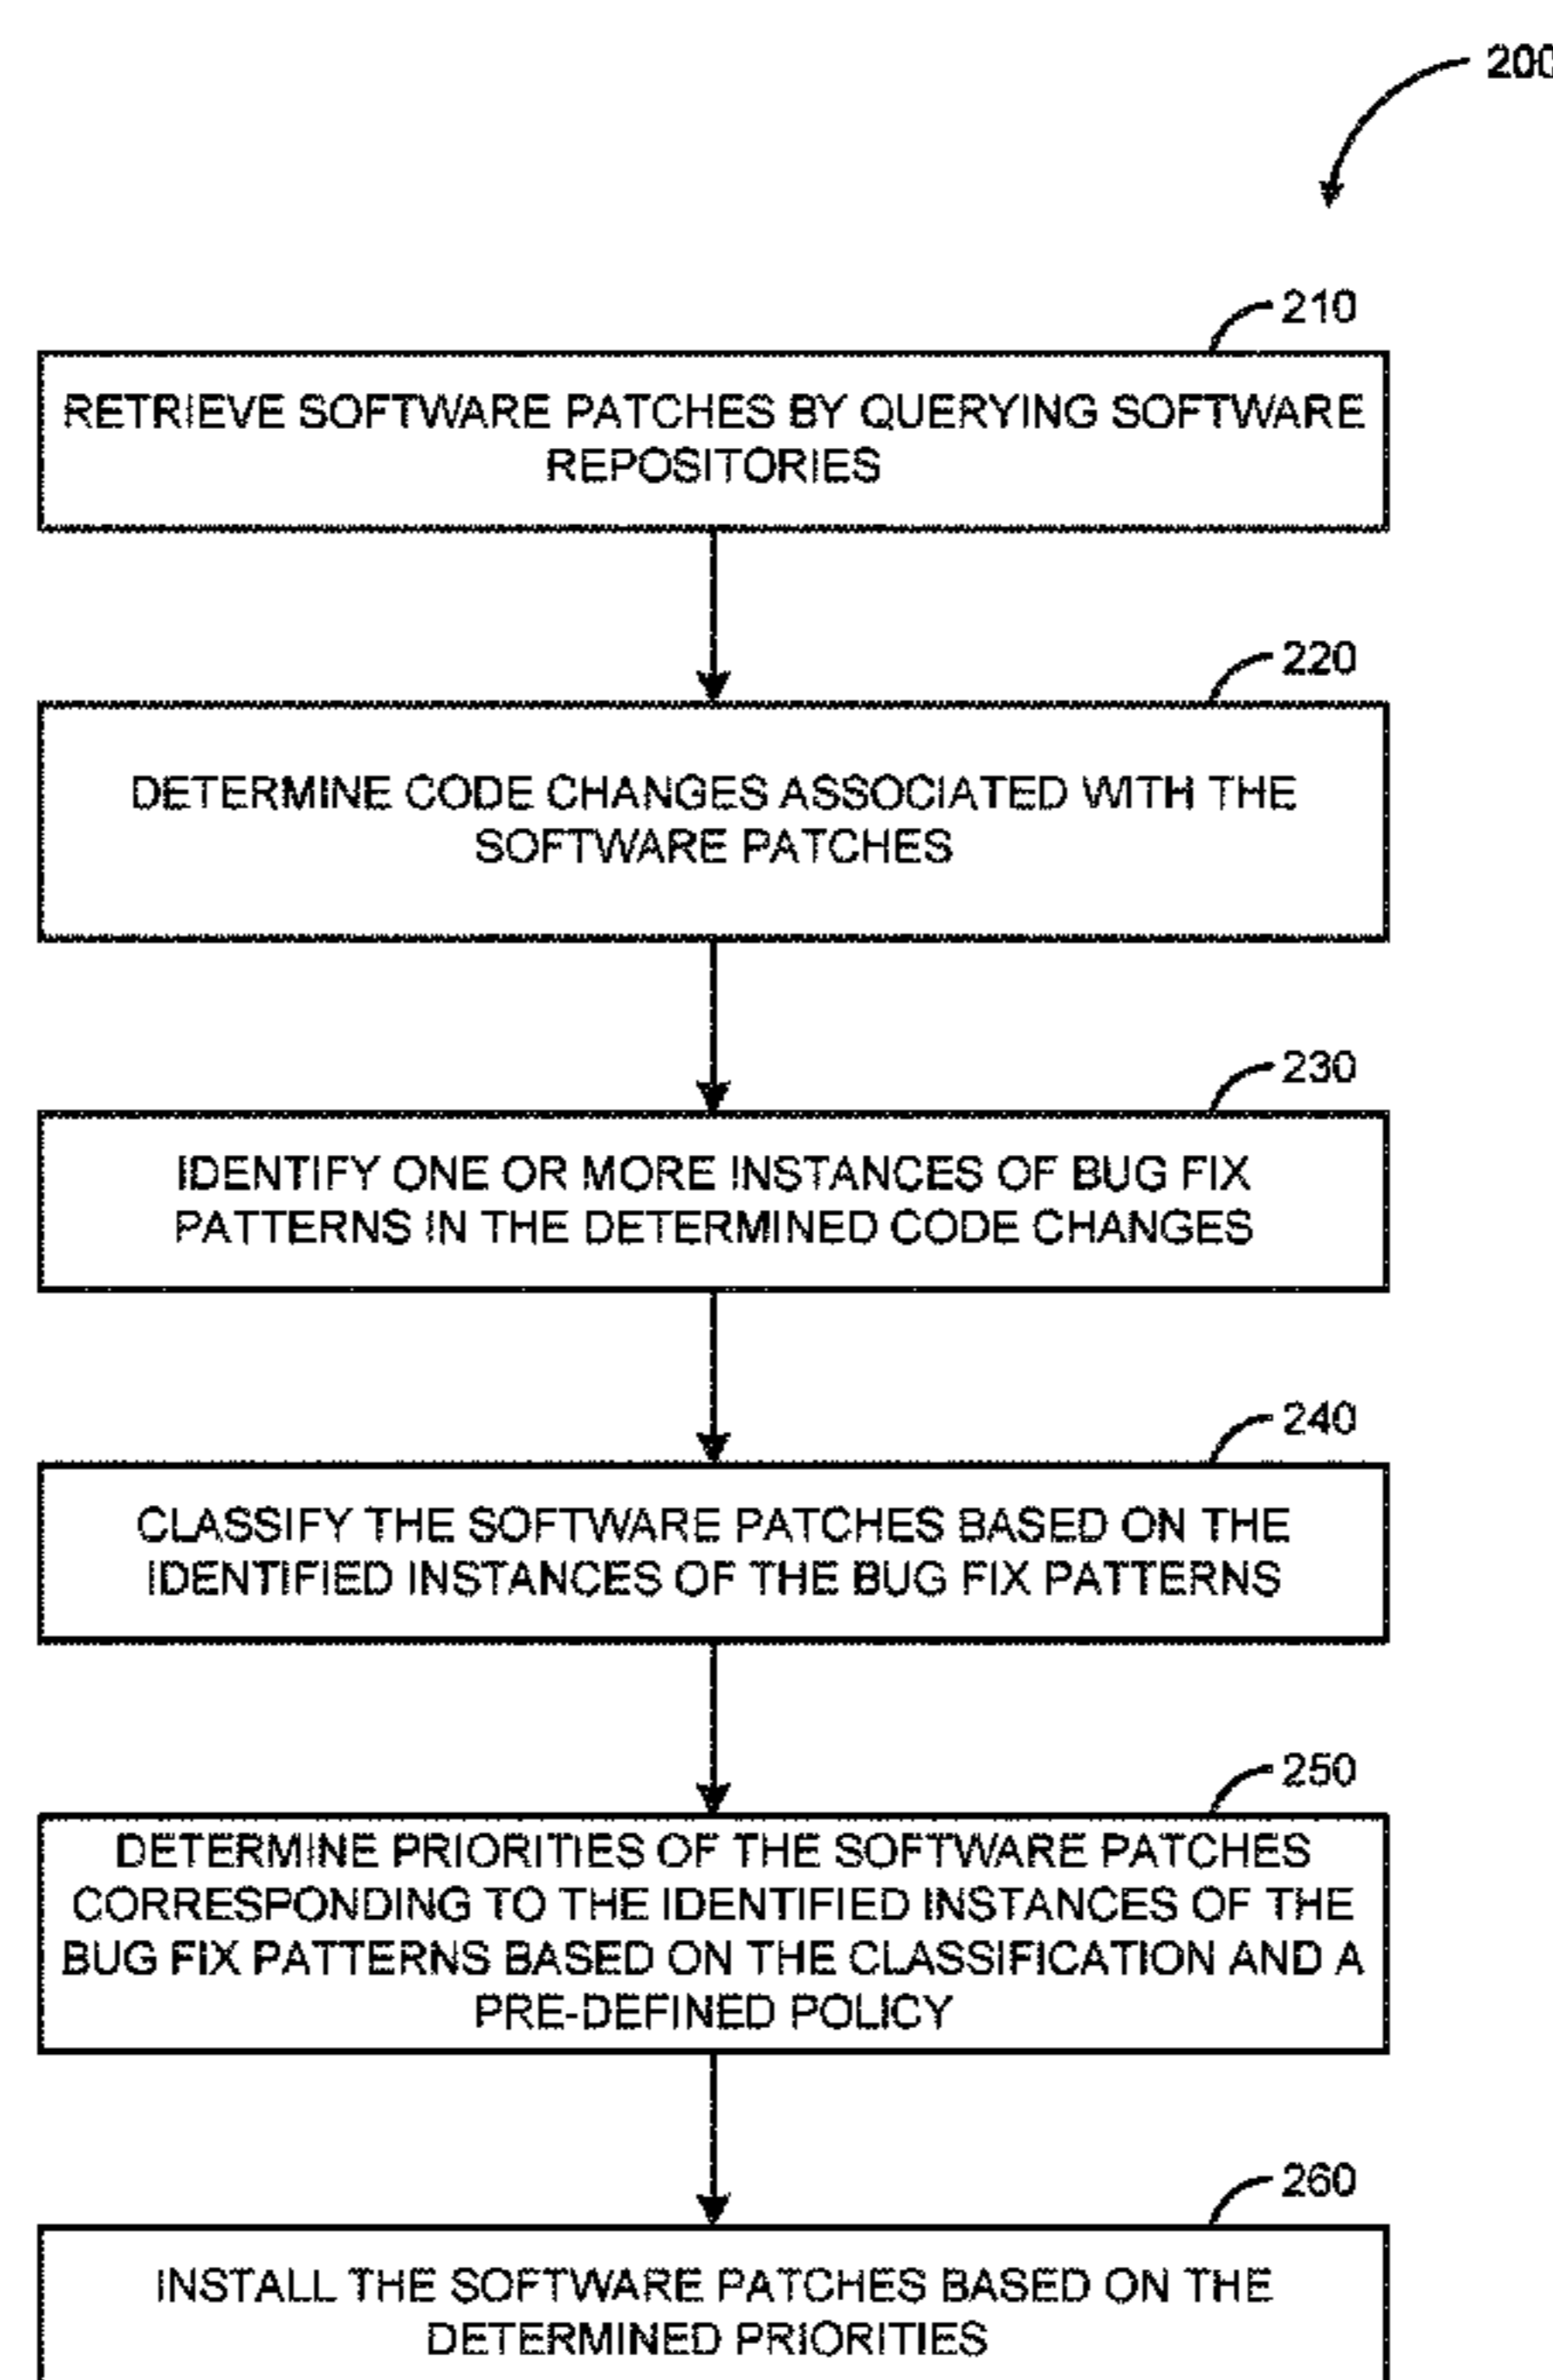 200
210
RETRIEVE SOFTWARE PATCHES BY QUERYING SOFTWARE
REPOSITORIES
220
DETERMINE CODE CHANGES ASSOCIATED WITH THE
SOFTWARE PATCHES
230
IDENTIFY ONE OR MORE INSTANCES OF BUG FIX
PATTERNS IN THE DETERMINED CODE CHANGES
240
CLASSIFY THE SOFTWARE PATCHES BASED ON THE
IDENTIFIED INSTANCES OF THE BUG FIX PATTERNS
250
DETERMINE PRIORITIES OF THE SOFTWARE PATCHES
CORRESPONDING TO THE IDENTIFIED INSTANCES OF THE
BUG FIX PATTERNS BASED ON THE CLASSIFICATION AND A
PRE-DEFINED POLICY
260
INSTALL THE SOFTWARE PATCHES BASED ON THE
DETERMINED PRIORITIES